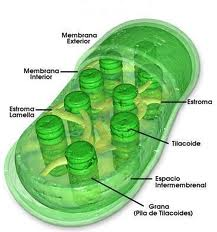 Membrana
Exterior
Membrana
Interior
Estroma
Lamella
Estroma
Tilacoide
Espacio
Intermembrenal
Grana
(Pila de Tilacoides)